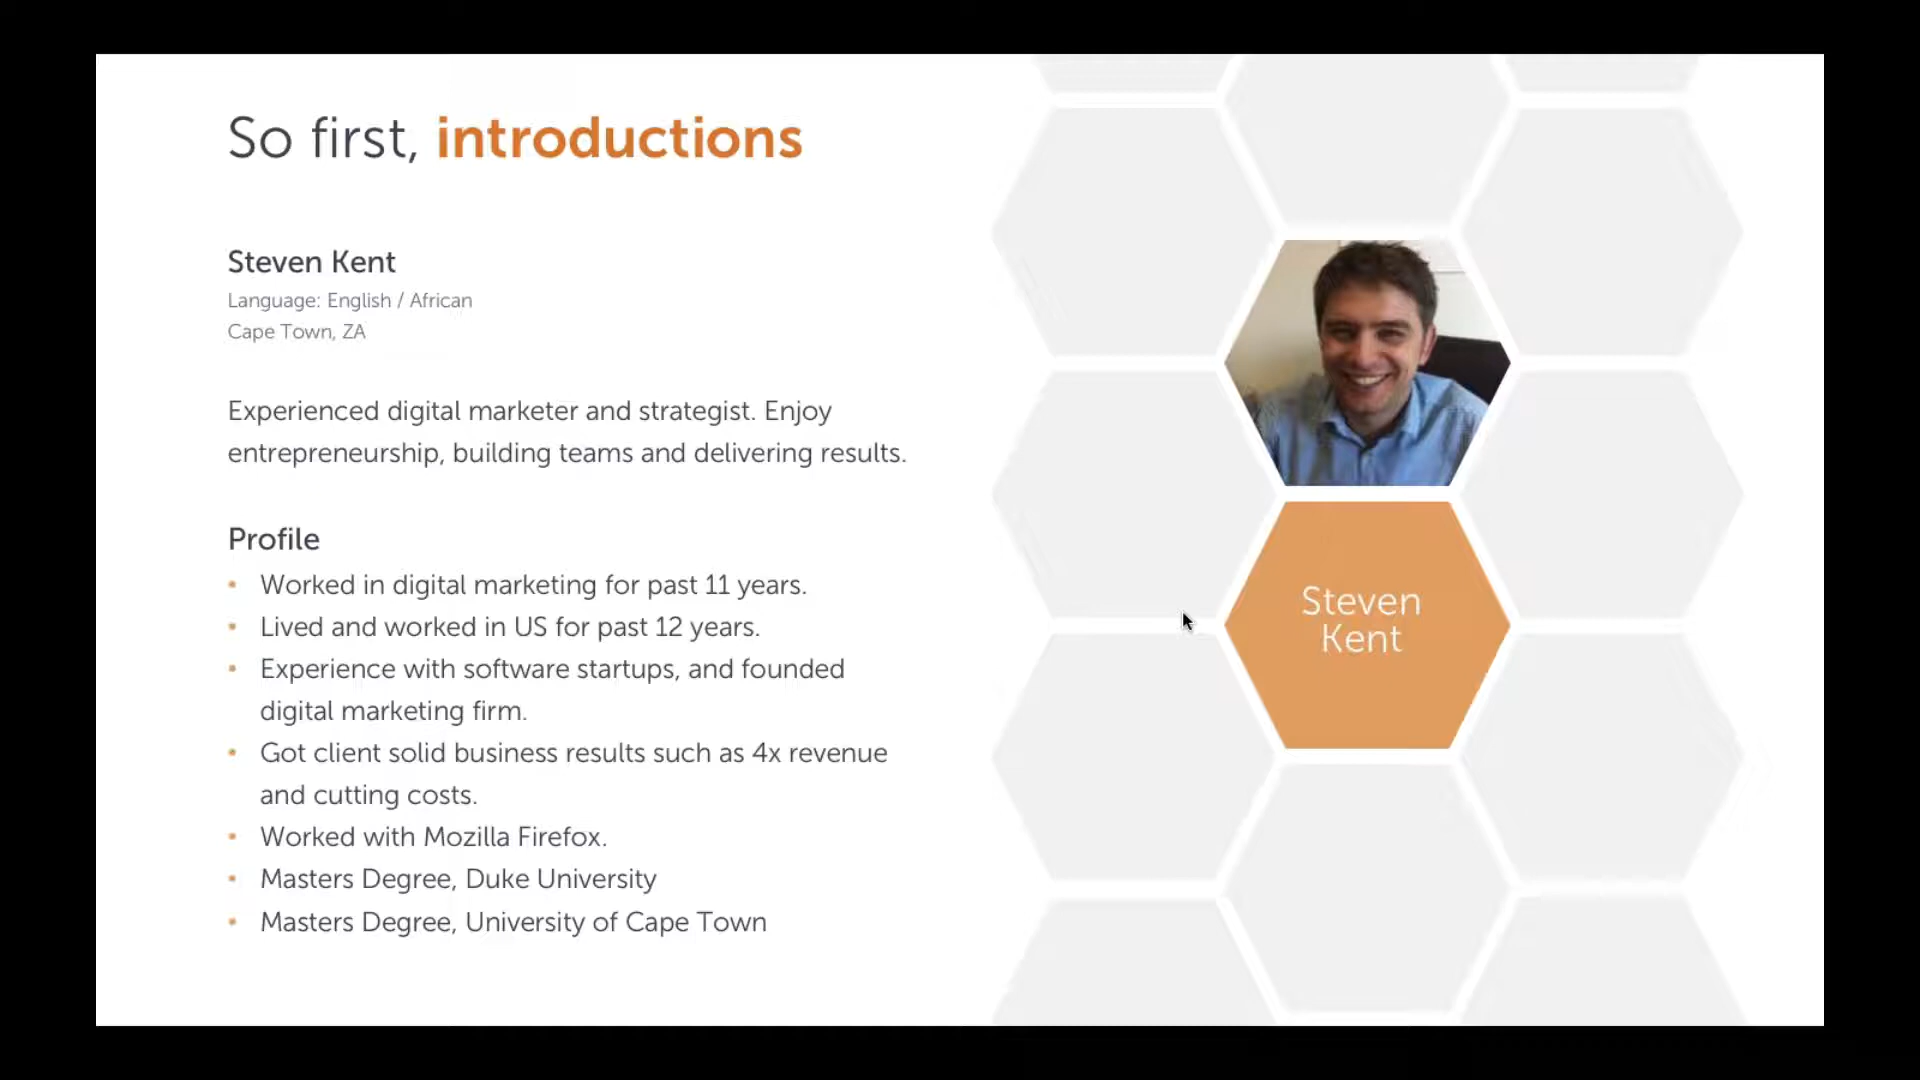 So first, introductions
Steven Kent
Language: English / African
Cape Town, ZA
Experienced digital marketer and strategist. Enjoy
entrepreneurship, building teams and delivering results.
Profile
• Worked in digital marketing for past 11 years.
• Lived and worked in US for past 12 years.
• Experience with software startups, and founded
digital marketing firm.
• Got client solid business results such as 4x revenue
and cutting costs.
• Worked with Mozilla Firefox.
• Masters Degree, Duke University
• Masters Degree, University of Cape Town
Steven
Kent